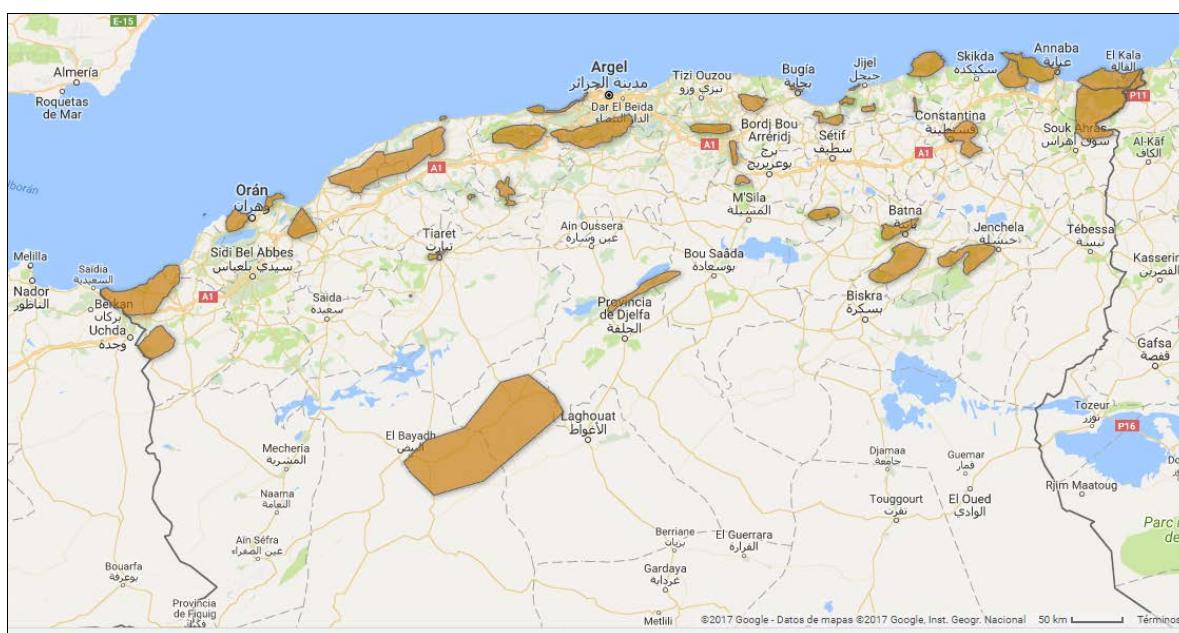 E-15
Almería
Roquetas
de Mar
Argel
مدينة الجزائر
Tizi Ouzou
تيزي وزو
Bugía
بجاية
Jijel
جيجل
Skikda
سكيكدة
Annaba
عنابة
El Kala
القالة
P11
Dar El Beïda
الدار البيضاء
Bordj Bou
Arréridj
برج
بوعريريج
Sétif
سطيف
Constantina
قسنطينة
Souk Ahras
سوق أهراس
Al-Kāf
الكاف
A1
A1
A1
A1
Orán
وهران
M'Sila
المسيلة
Batna
باتنة
Jenchela
خنشلة
Tébessa
تبسة
Kasserin
القصرين
Ain Oussera
عين وسارة
Tiaret
تيارت
Sidi Bel Abbes
سيدي بلعباس
Bou Saâda
بوسعادة
Melilla
Nador
الناظور
Saidia
السعيدية
Berkan
بركان
Uchda
وجدة
Saida
سعيدة
Provincia
de Djelfa
الجلفة
Biskra
بسكرة
Gafsa
قفصة
Laghouat
الأغواط
El Bayadh
البيض
Tozeur
توزر
P16
Mecheria
المشرية
Naama
النعامة
Djamaa
جامعة
Guemar
قمار
Touggourt
تقرت
El Oued
الوادي
Rjim Maatoug
Aïn Séfra
عين الصفراء
Berriane
بريان
El Guerrara
القرارة
Bouarfa
بوعرفة
Gardaya
غرداية
Provincia
de Figuig
فكيك
Metlili
©2017 Google - Datos de mapas ©2017 Google, Inst. Geogr. Nacional
50 km
Términos